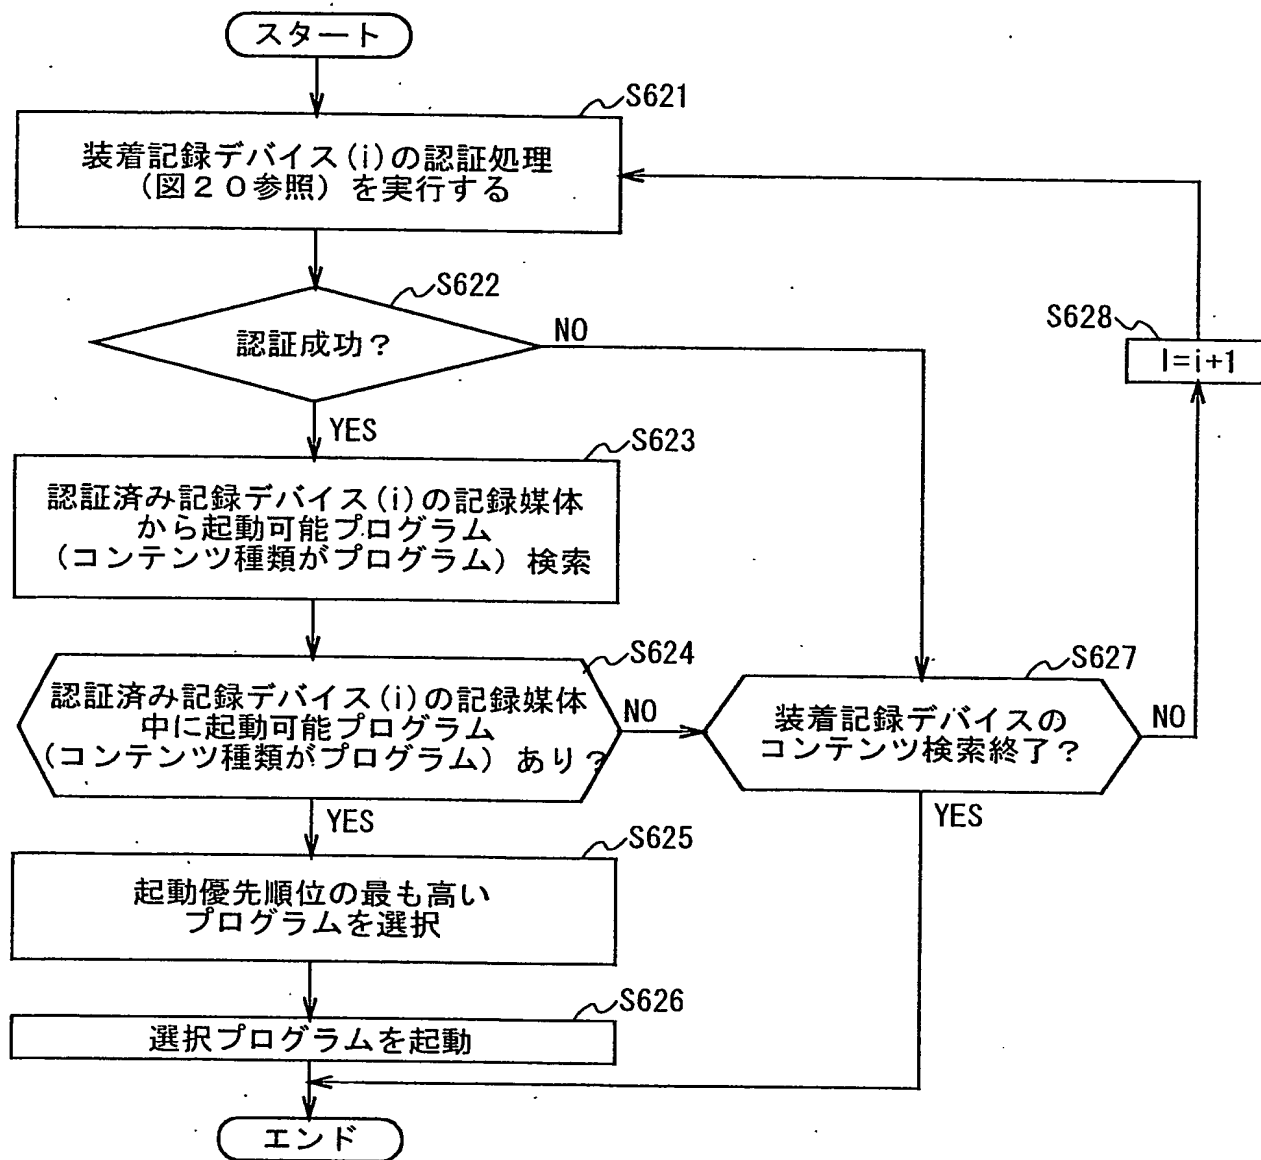 スタート
S621
装着記録デバイス(i)の認証処理
(図20参照)を実行する
S622
認証成功?
NO
YES
S628
I=i+1
S623
認証済み記録デバイス(i)の記録媒体
から起動可能プログラム
(コンテンツ種類がプログラム)検索
S624
認証済み記録デバイス(i)の記録媒体
中に起動可能プログラム
(コンテンツ種類がプログラム)あり?
NO
YES
S627
装着記録デバイスの
コンテンツ検索終了?
NO
YES
S625
起動優先順位の最も高い
プログラムを選択
S626
選択プログラムを起動
エンド